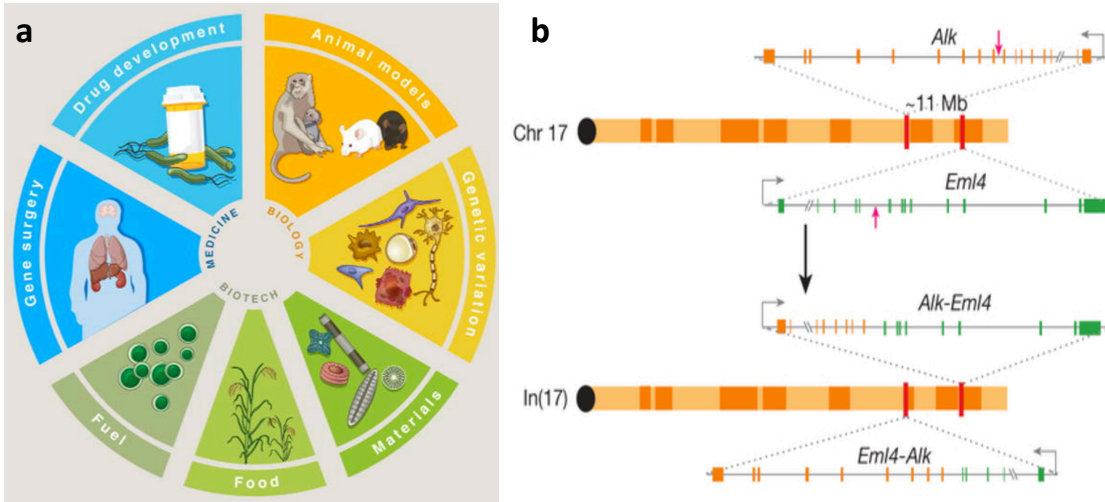 a
Drug development
Animal models
Gene surgery
Genetic variation
MEDICINE
BIOLOGY
BIOTECH
Fuel
Food
Materials
b
Alk
~11 Mb
Chr 17
Eml4
Alk-Eml4
In(17)
Eml4-Alk